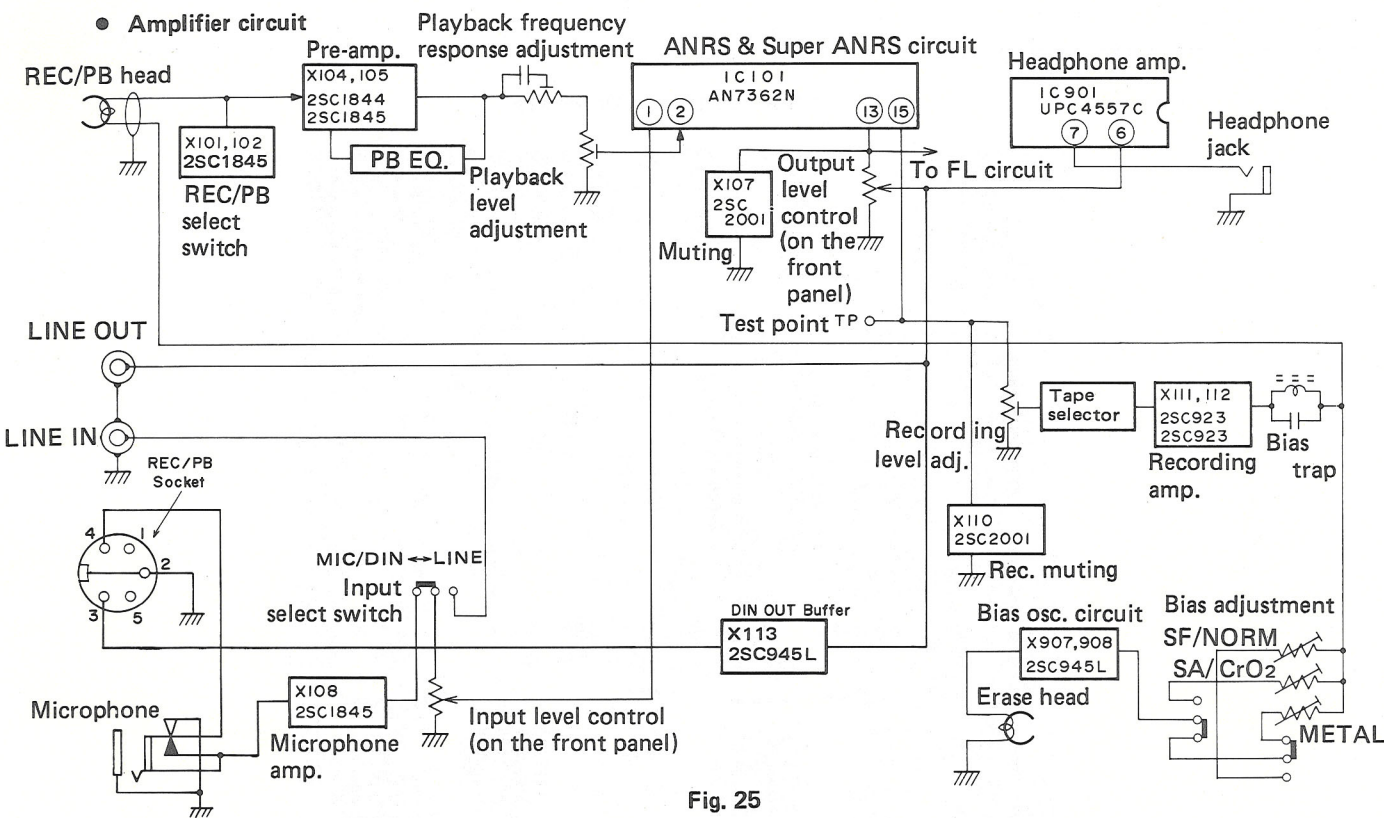 ● Amplifier circuit
REC/PB head
Pre-amp.
X104, 105
2SC1844
2SC1845
Playback frequency
response adjustment
ANRS & Super ANRS circuit
IC101
AN7362N
1
2
13
15
Headphone amp.
IC901
UPC4557C
7
6
Headphone
jack
X101, 102
2SC1845
REC/PB
select
switch
PB EQ.
Playback
level
adjustment
X107
2SC
2001
Muting
Output
level
control
(on the
front
panel)
To FL circuit
Test point TP
LINE OUT
LINE IN
REC/PB
Socket
4
1
2
3
5
Recording
level adj.
Tape
selector
X111, 112
2SC923
2SC923
Recording
amp.
Bias
trap
X110
2SC2001
Rec. muting
MIC/DIN ↔ LINE
Input
select switch
DIN OUT Buffer
X113
2SC945L
Bias osc. circuit
X907,908
2SC945L
Erase head
Bias adjustment
SF/NORM
SA/CrO2
METAL
Microphone
X108
2SC1845
Microphone
amp.
Input level control
(on the front panel)
Fig. 25